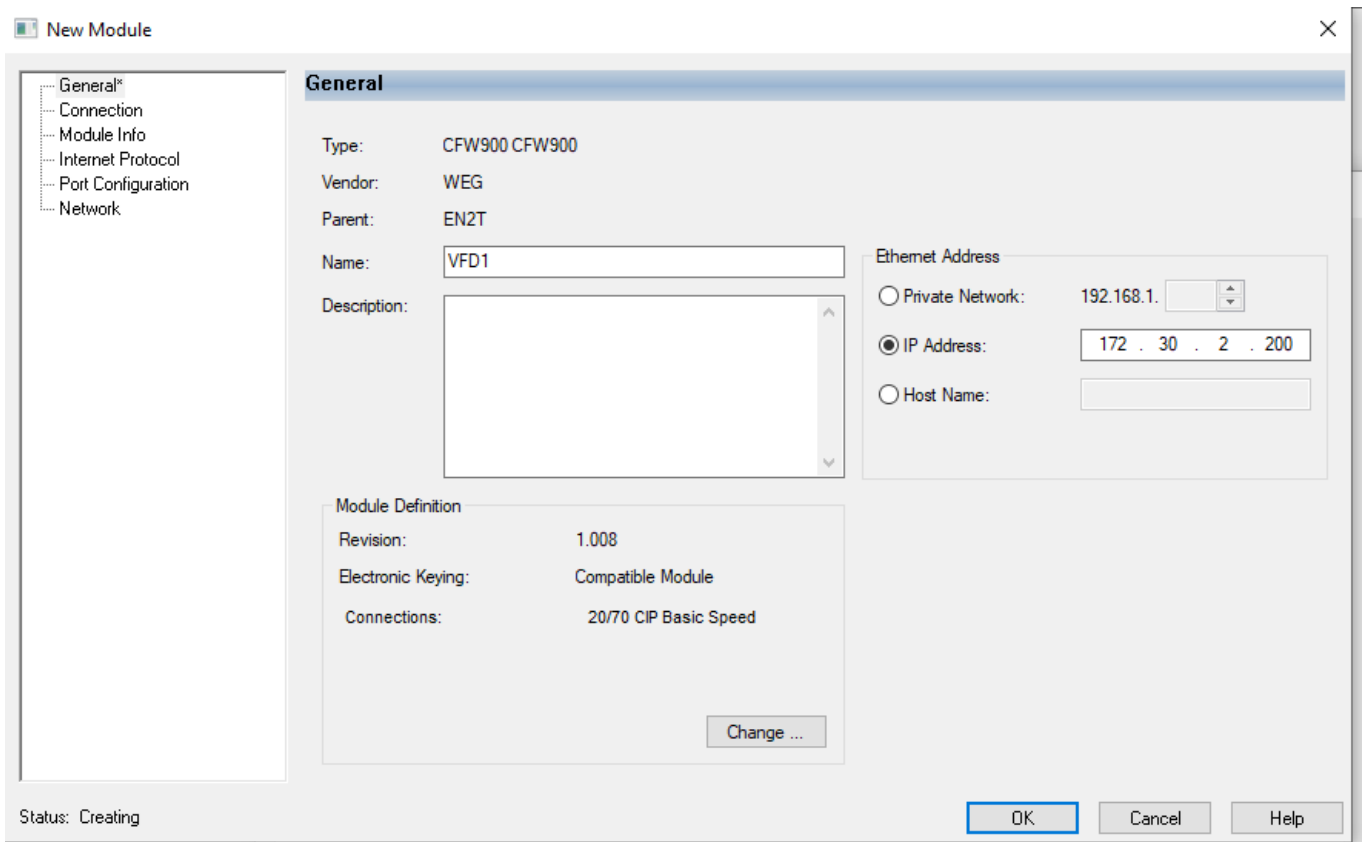 New Module
General*
Connection
Module Info
Internet Protocol
Port Configuration
Network
General
Type: CFW900 CFW900
Vendor: WEG
Parent: EN2T
Name: VFD1
Description:
Ethernet Address
Private Network: 192.168.1.
IP Address: 172 . 30 . 2 . 200
Host Name:
Module Definition
Revision: 1.008
Electronic Keying: Compatible Module
Connections: 20/70 CIP Basic Speed
Change ...
Status: Creating
OK Cancel Help